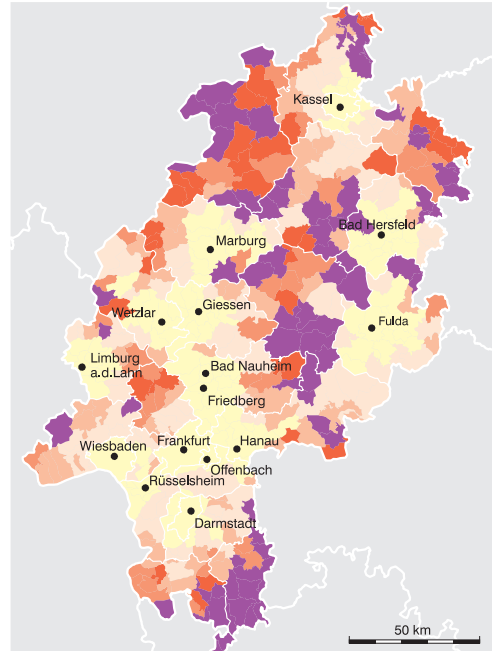 Kassel
Bad Hersfeld
Marburg
Giessen
Wetzlar
Fulda
Limburg
a.d.Lahn
Bad Nauheim
Friedberg
Wiesbaden
Frankfurt
Hanau
Offenbach
Rüsselsheim
Darmstadt
50 km